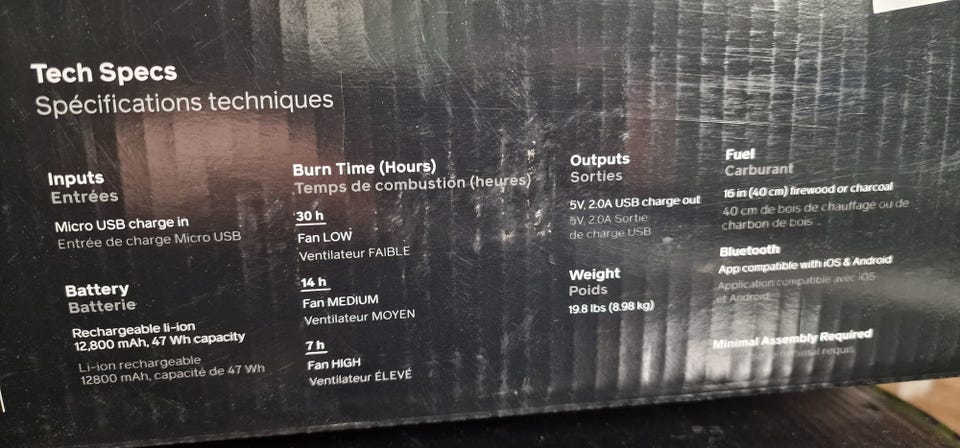 Tech Specs
Spécifications techniques
Inputs
Entrées
Micro USB charge in
Entrée de charge Micro USB
Battery
Batterie
Rechargeable li-ion
12,800 mAh, 47 Wh capacity
Li-ion rechargeable
12800 mAh, capacité de 47 Wh
Burn Time (Hours)
Temps de combustion (heures)
30 h
Fan LOW
Ventilateur FAIBLE
14 h
Fan MEDIUM
Ventilateur MOYEN
7 h
Fan HIGH
Ventilateur ÉLEVÉ
Outputs
Sorties
5V, 2.0A USB charge out
5V, 2.0A Sortie
de charge USB
Weight
Poids
19.8 lbs (8.98 kg)
Fuel
Carburant
16 in (40 cm) firewood or charcoal
40 cm de bois de chauffage ou de
charbon de bois
Bluetooth
App compatible with iOS & Android
Application compatible avec iOS
et Android
Minimal Assembly Required
minimal requis